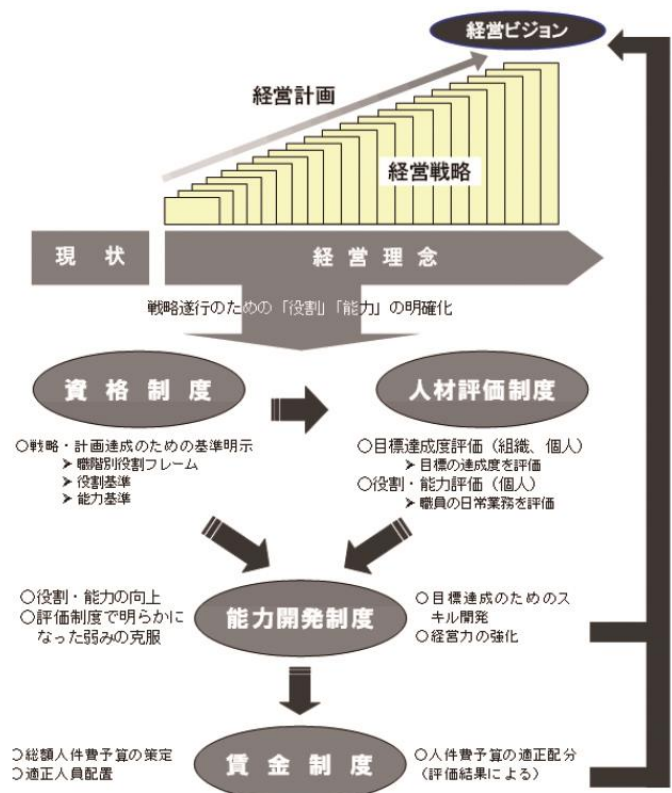 経営ビジョン
経営計画
経営戦略
現状
経営理念
戦略遂行のための「役割」「能力」の明確化
資格制度
人材評価制度
○戦略・計画達成のための基準明示
➤ 職階別役割フレーム
➤ 役割基準
➤ 能力基準
○目標達成度評価（組織、個人）
➤ 目標の達成度を評価
○役割・能力評価（個人）
➤ 職員の日常業務を評価
○役割・能力の向上
○評価制度で明らかに
なった弱みの克服
能力開発制度
○目標達成のためのス
キル開発
○経営力の強化
○総額人件費予算の策定
○適正人員配置
賃金制度
○人件費予算の適正配分
（評価結果による）